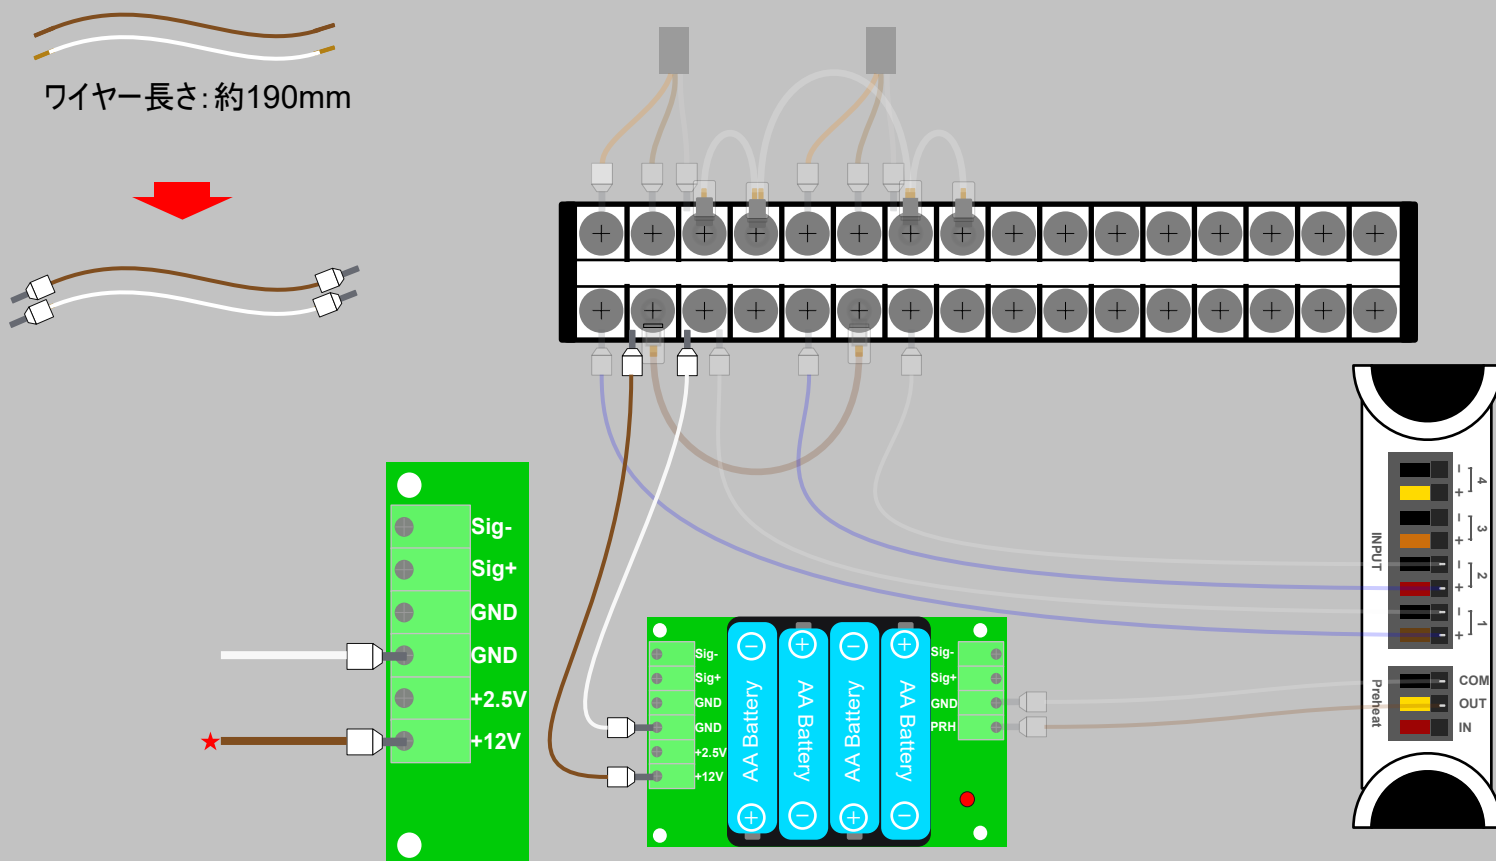 ワイヤー長さ: 約190mm
Sig-
Sig+
GND
GND
+2.5V
+12V
Sig-
Sig+
GND
GND
+2.5V
+12V
AA Battery
AA Battery
AA Battery
AA Battery
Sig-
Sig+
GND
PRH
INPUT
- 4
+
- 3
+
- 2
+
- 1
+
Preheat
COM
OUT
IN